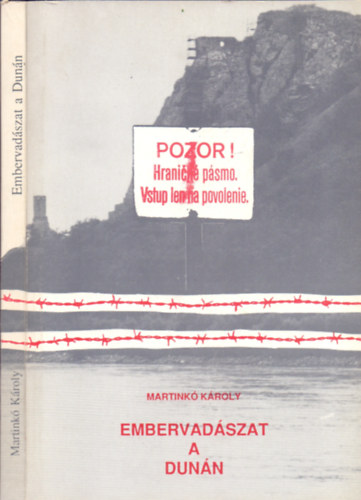 Embervadászat a Dunán
Martinkó Károly
POZOR!
Hraničné pásmo.
Vstup len na povolenie.
MARTINKÓ KÁROLY
EMBERVADÁSZAT
A
DUNÁN